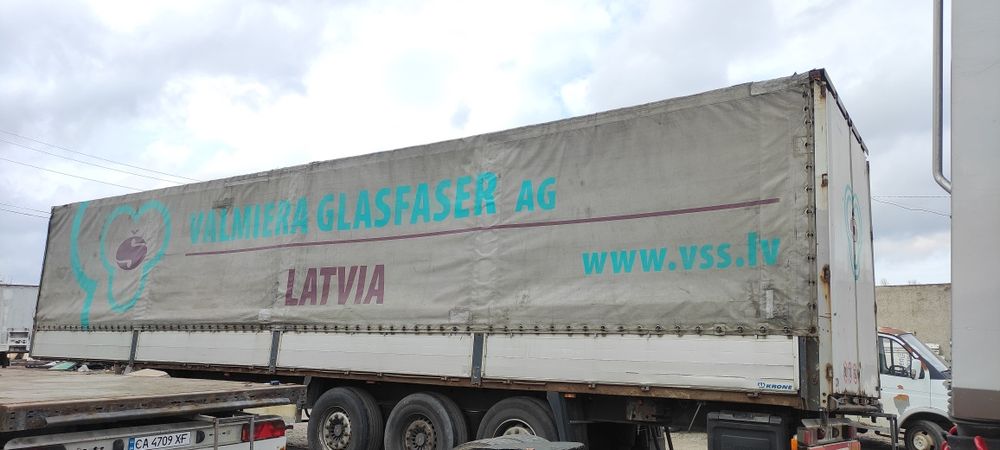 VALMIERA GLASFASER AG
LATVIA
www.vss.lv
KRONE
CA 4709 XF